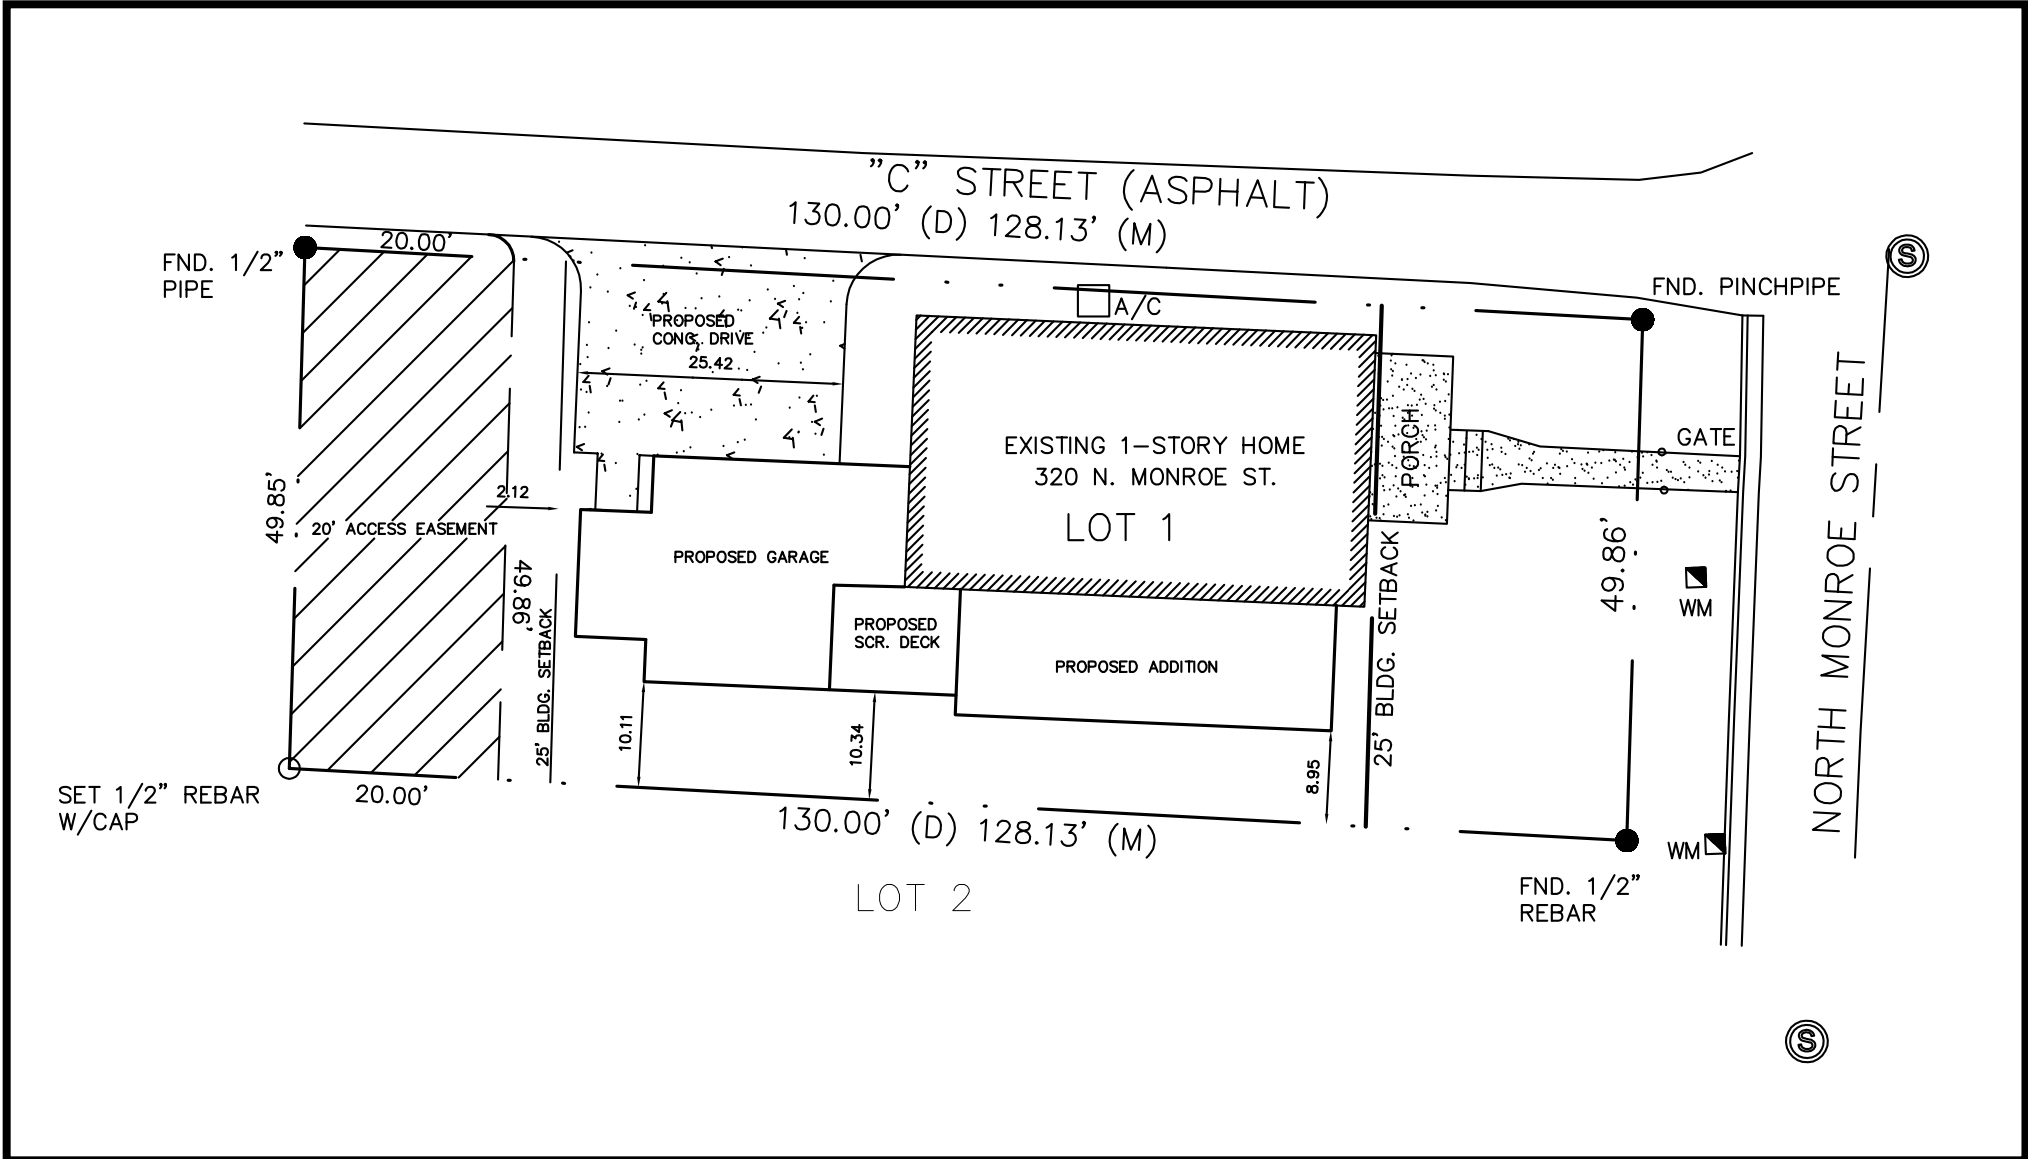 "C" STREET (ASPHALT)
130.00' (D) 128.13' (M)
20.00'
FND. 1/2"
PIPE
FND. PINCHPIPE
S
A/C
PROPOSED
CONC. DRIVE
25.42
EXISTING 1-STORY HOME
320 N. MONROE ST.
LOT 1
PORCH
GATE
NORTH MONROE STREET
49.85'
2.12
20' ACCESS EASEMENT
49.86'
25' BLDG. SETBACK
PROPOSED GARAGE
PROPOSED
SCR. DECK
PROPOSED ADDITION
25' BLDG. SETBACK
49.86'
WM
10.11
10.34
8.95
SET 1/2" REBAR
W/CAP
20.00'
130.00' (D) 128.13' (M)
WM
LOT 2
FND. 1/2"
REBAR
S